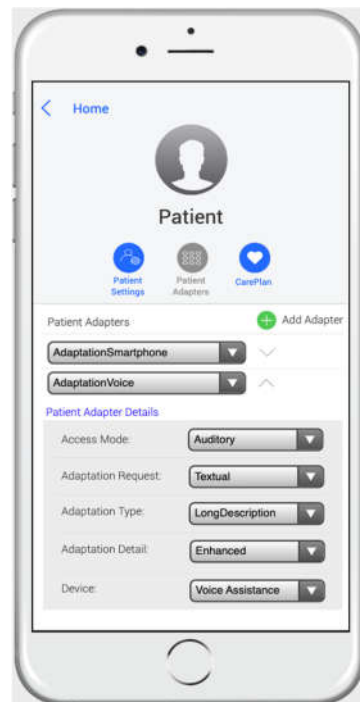 Home
Patient
Patient Settings
Patient Adapters
CarePlan
Patient Adapters
Add Adapter
AdaptationSmartphone
AdaptationVoice
Patient Adapter Details
Access Mode: Auditory
Adaptation Request: Textual
Adaptation Type: LongDescription
Adaptation Detail: Enhanced
Device: Voice Assistance